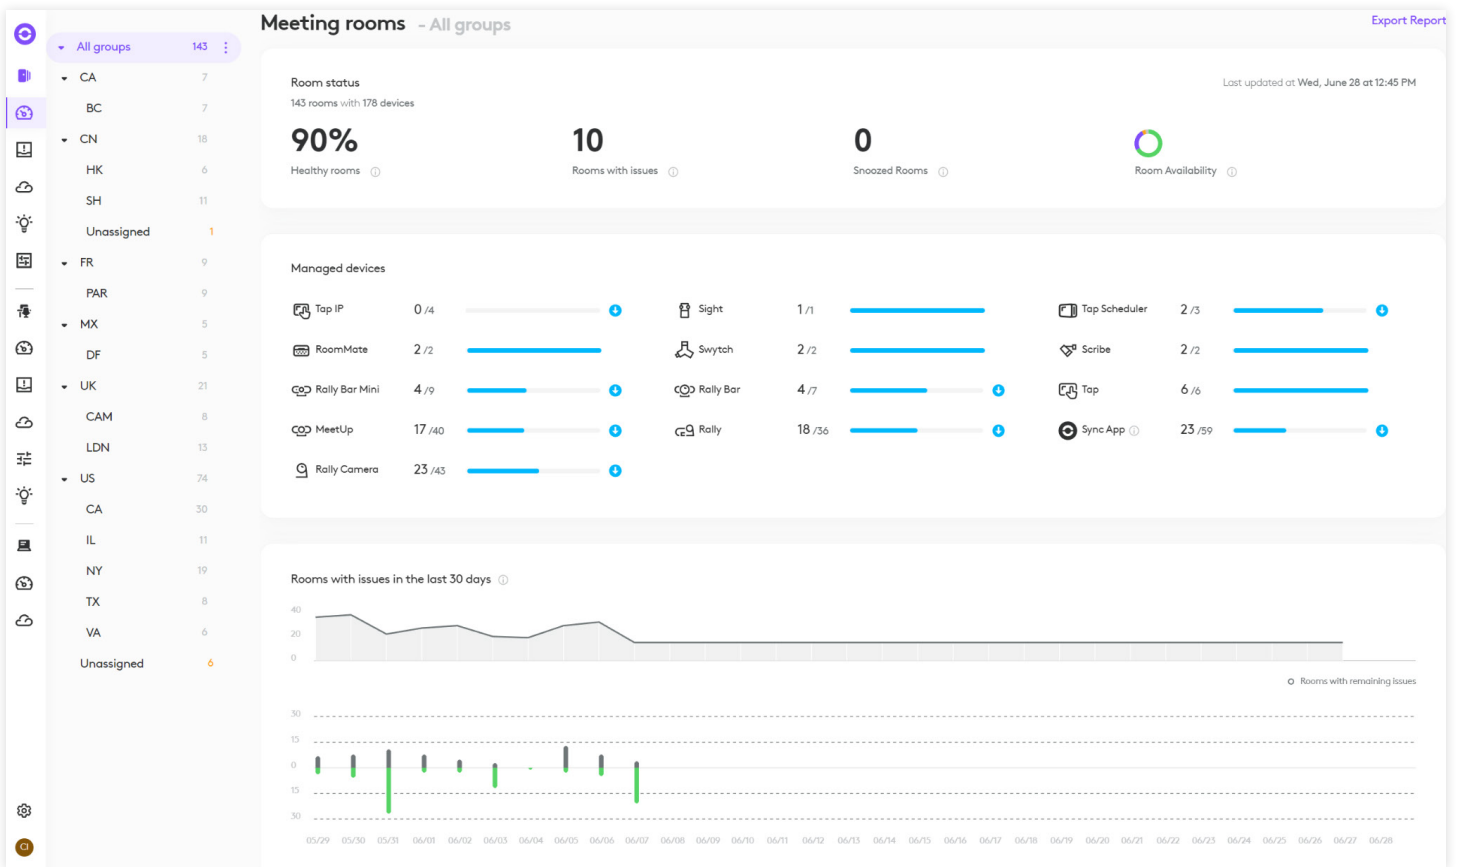 Meeting rooms - All groups
Export Report
All groups 143
CA 7
BC 7
CN 18
HK 6
SH 11
Unassigned 1
FR 9
PAR 9
MX 5
DF 5
UK 21
CAM 8
LDN 13
US 74
CA 30
IL 11
NY 19
TX 8
VA 6
Unassigned 6
CI
Room status
Last updated at Wed, June 28 at 12:45 PM
143 rooms with 178 devices
90% 10 0
Healthy rooms Rooms with issues Snoozed Rooms Room Availability
Managed devices
Tap IP 0 /4 Sight 1 /1 Tap Scheduler 2 /3
RoomMate 2 /2 Swytch 2 /2 Scribe 2 /2
Rally Bar Mini 4 /9 Rally Bar 4 /7 Tap 6 /6
MeetUp 17 /40 Rally 18 /36 Sync App 23 /59
Rally Camera 23 /43
Rooms with issues in the last 30 days
40
20
0
Rooms with remaining issues
30
15
0
15
30
05/29 05/30 05/31 06/01 06/02 06/03 06/04 06/05 06/06 06/07 06/08 06/09 06/10 06/11 06/12 06/13 06/14 06/15 06/16 06/17 06/18 06/19 06/20 06/21 06/22 06/23 06/24 06/25 06/26 06/27 06/28